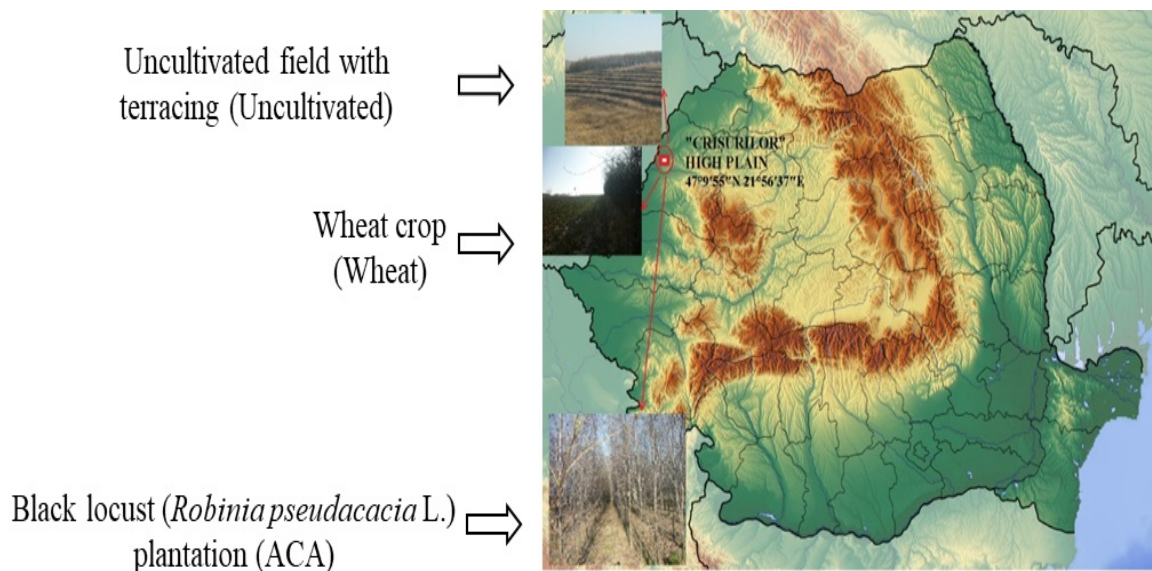 Uncultivated field with
terracing (Uncultivated)
"CRISURILOR"
HIGH PLAIN
47°9'55"N 21°56'37"E
Wheat crop
(Wheat)
Black locust (Robinia pseudacacia L.)
plantation (ACA)